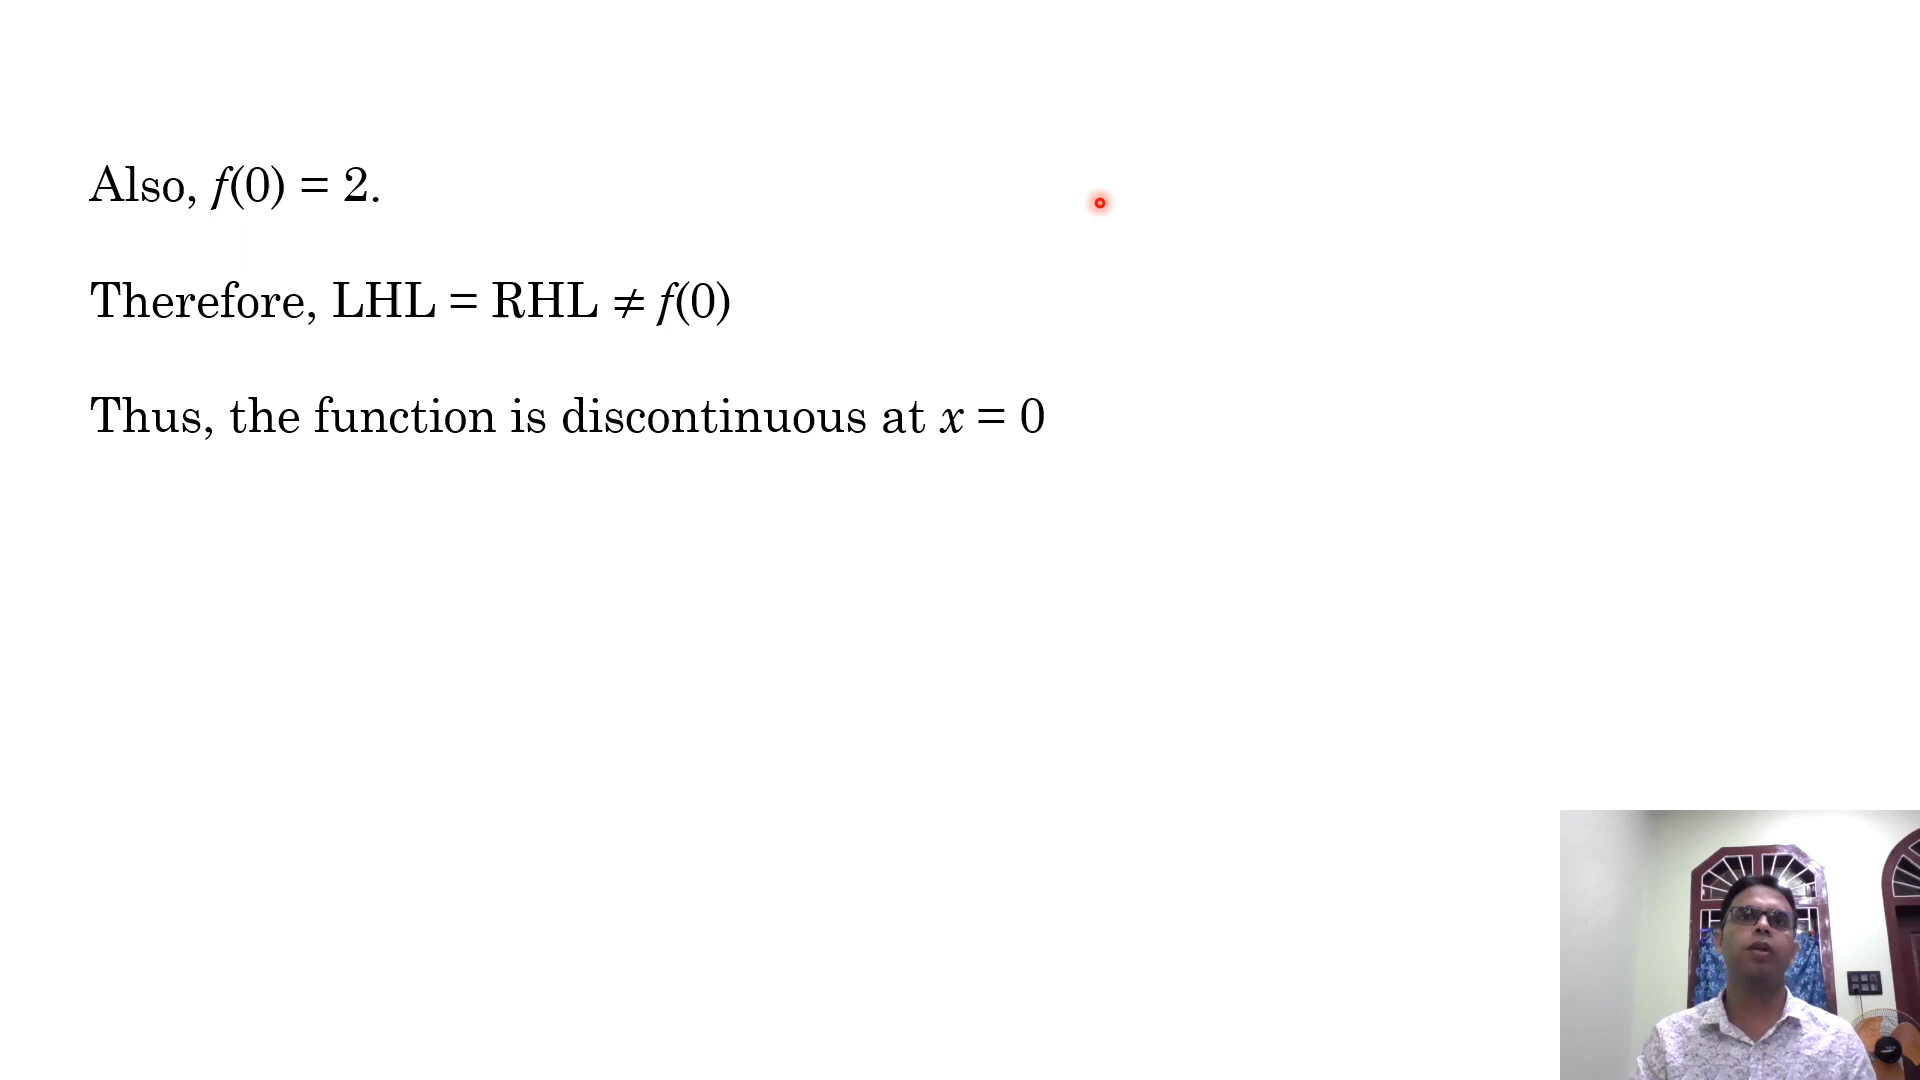 Also, f(0) = 2.
Therefore, LHL = RHL ≠ f(0)
Thus, the function is discontinuous at x = 0